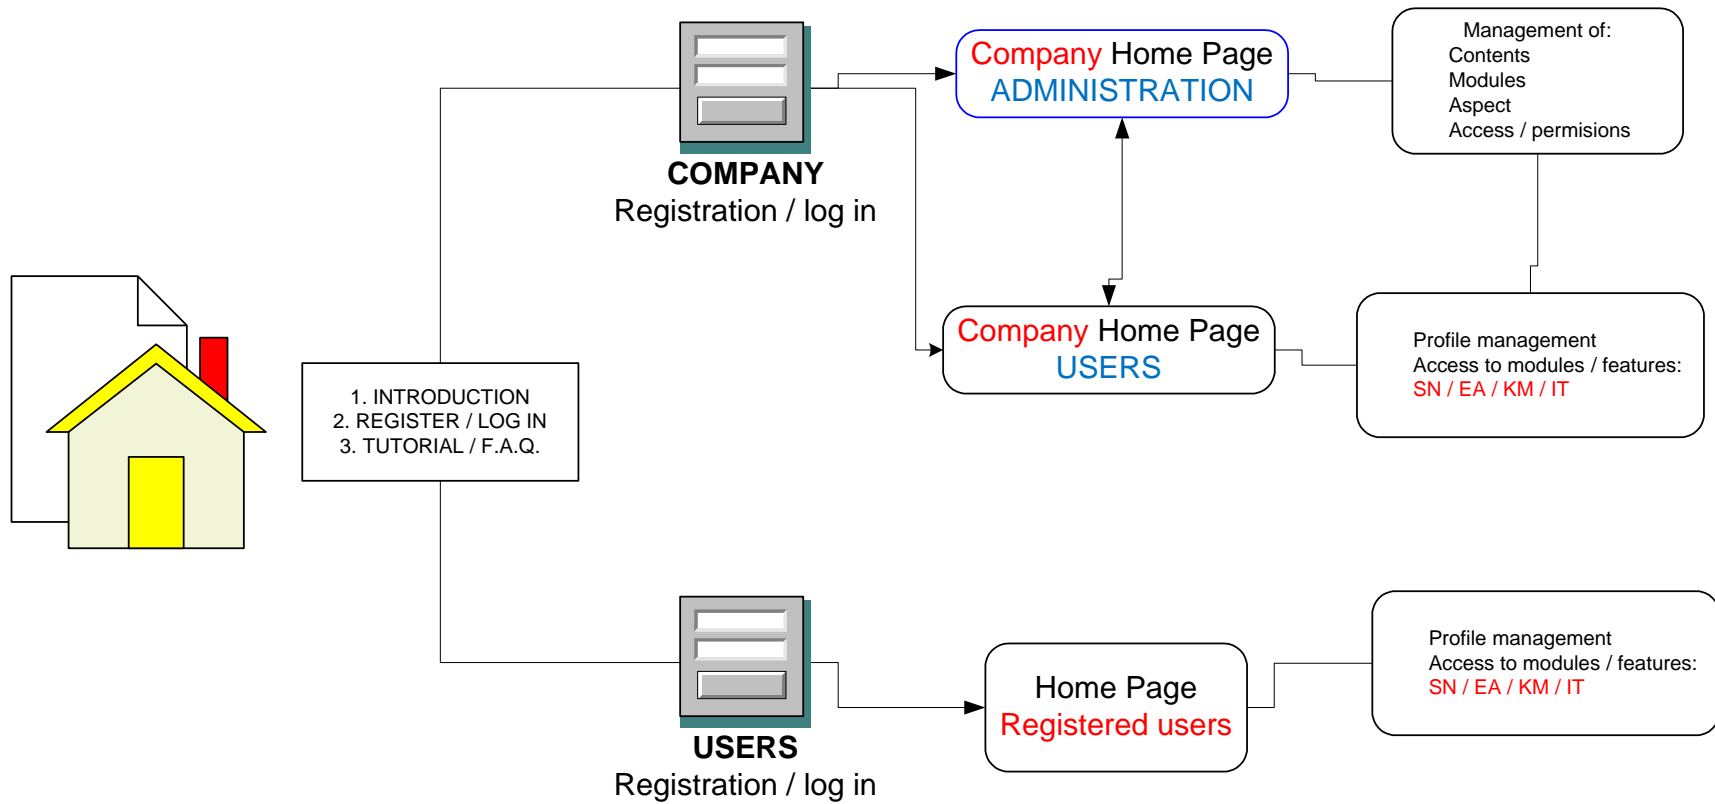 1. INTRODUCTION
2. REGISTER / LOG IN
3. TUTORIAL / F.A.Q.
COMPANY
Registration / log in
Company Home Page
ADMINISTRATION
Management of:
Contents
Modules
Aspect
Access / permisions
Company Home Page
USERS
Profile management
Access to modules / features:
SN / EA / KM / IT
USERS
Registration / log in
Home Page
Registered users
Profile management
Access to modules / features:
SN / EA / KM / IT